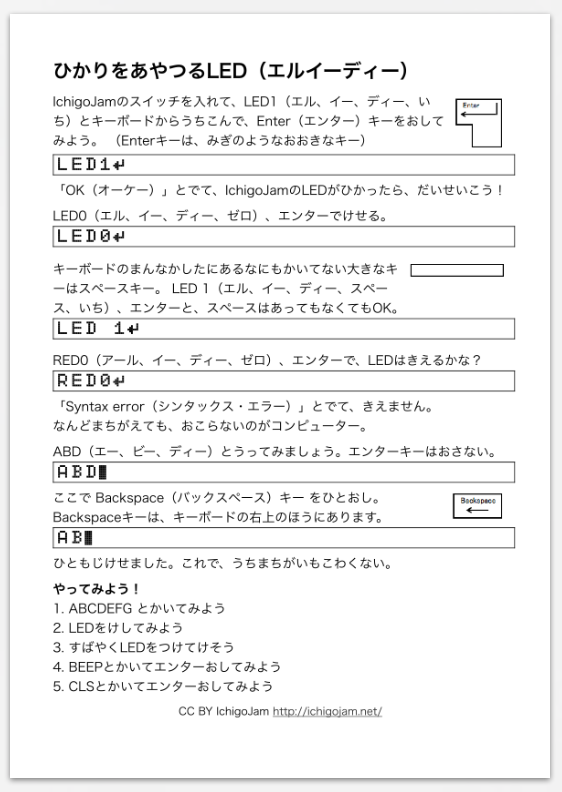 ひかりをあやつるLED（エルイーディー）
IchigoJamのスイッチを入れて、LED1（エル、イー、ディー、い
ち）とキーボードからうちこんで、Enter（エンター）キーをおして
みよう。（Enterキーは、みぎのようなおおきなキー）
Enter
LED1↵
「OK（オーケー）」とでて、IchigoJamのLEDがひかったら、だいせいこう！
LED0（エル、イー、ディー、ゼロ）、エンターでけせる。
LED0↵
キーボードのまんなかしたにあるなにもかいてない大きなキ
ーはスペースキー。 LED 1（エル、イー、ディー、スペー
ス、いち）、エンターと、スペースはあってもなくてもOK。
LED 1↵
RED0（アール、イー、ディー、ゼロ）、エンターで、LEDはきえるかな？
RED0↵
「Syntax error（シンタックス・エラー）」とでて、きえません。
なんどまちがえても、おこらないのがコンピューター。
ABD（エー、ビー、ディー）とうってみましょう。エンターキーはおさない。
ABD
ここで Backspace（バックスペース）キー をひとおし。
Backspaceキーは、キーボードの右上のほうにあります。
Backspace
AB
ひともじけせました。これで、うちまちがいもこわくない。
やってみよう！
1. ABCDEFG とかいてみよう
2. LEDをけしてみよう
3. すばやくLEDをつけてけそう
4. BEEPとかいてエンターおしてみよう
5. CLSとかいてエンターおしてみよう
CC BY IchigoJam http://ichigojam.net/